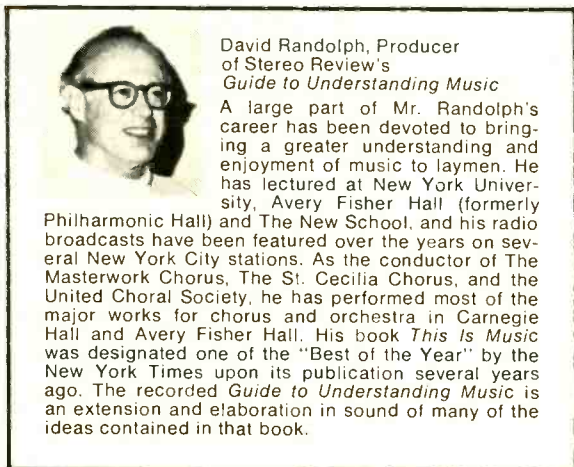 David Randolph, Producer
of Stereo Review's
Guide to Understanding Music
A large part of Mr. Randolph's
career has been devoted to bring-
ing a greater understanding and
enjoyment of music to laymen. He
has lectured at New York Univer-
sity, Avery Fisher Hall (formerly
Philharmonic Hall) and The New School, and his radio
broadcasts have been featured over the years on sev-
eral New York City stations. As the conductor of The
Masterwork Chorus, The St. Cecilia Chorus, and the
United Choral Society, he has performed most of the
major works for chorus and orchestra in Carnegie
Hall and Avery Fisher Hall. His book This Is Music
was designated one of the "Best of the Year" by the
New York Times upon its publication several years
ago. The recorded Guide to Understanding Music is
an extension and elaboration in sound of many of the
ideas contained in that book.